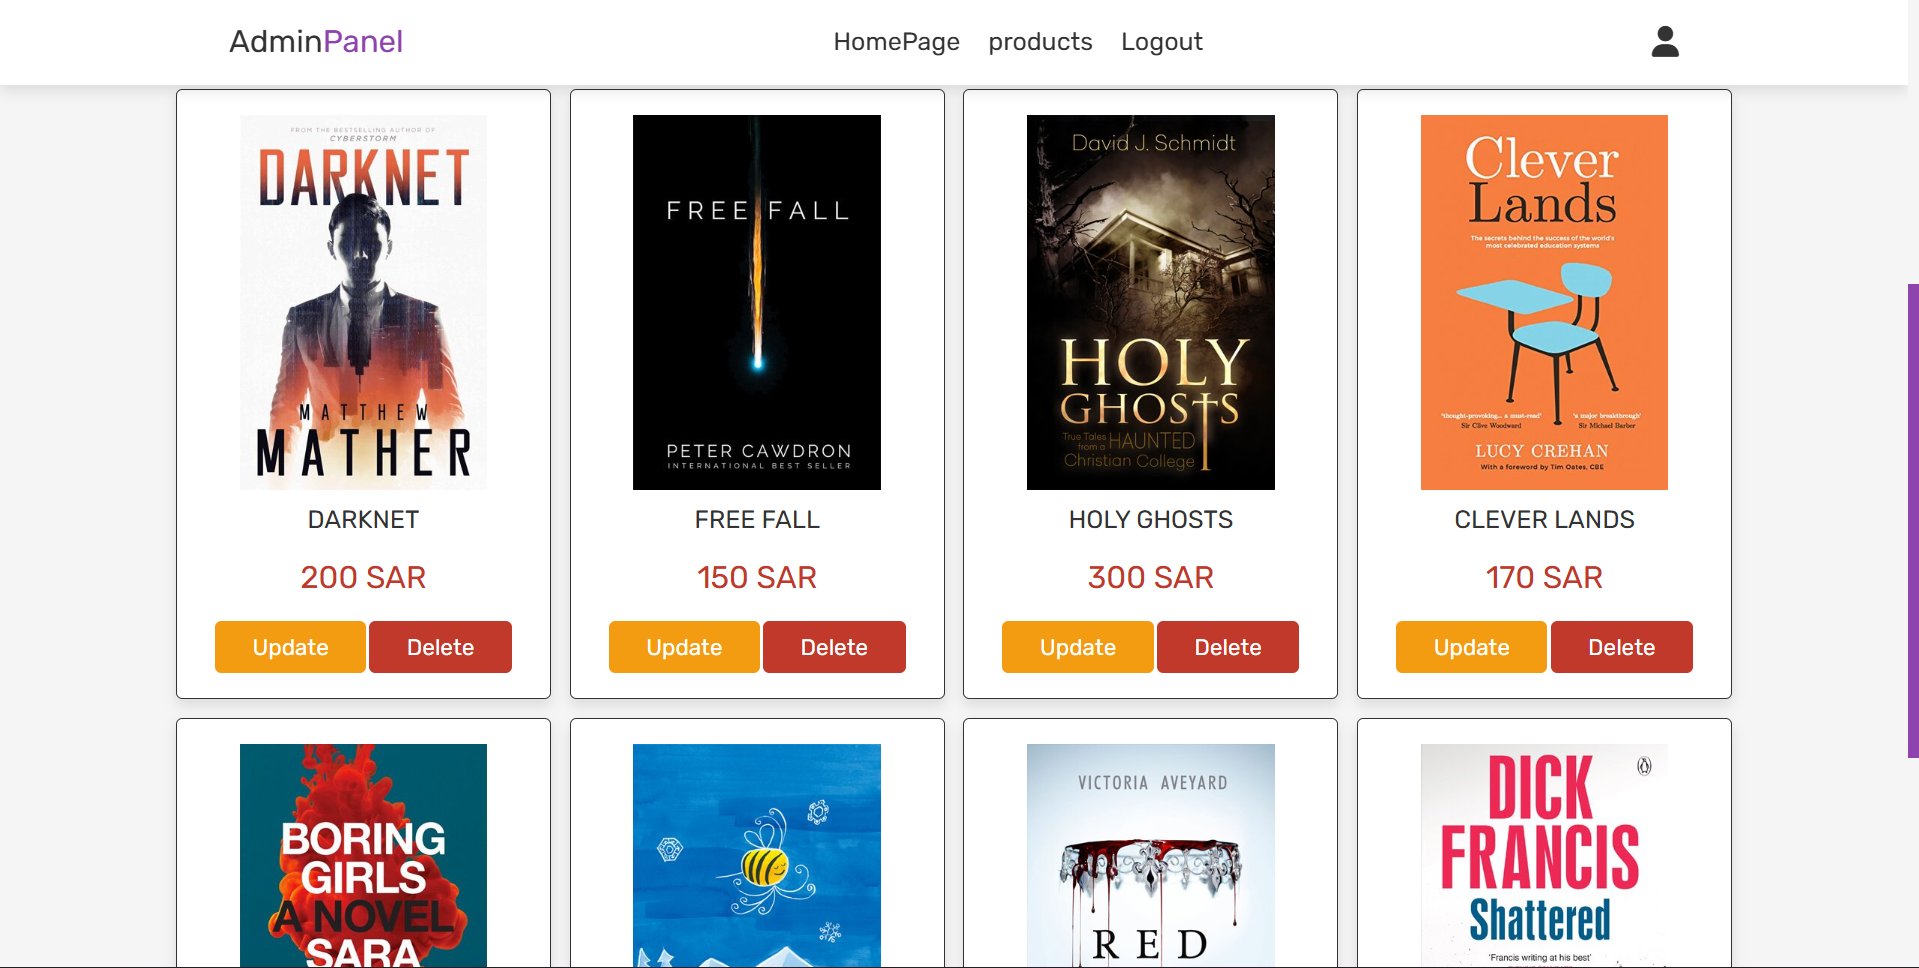 AdminPanel
HomePage products Logout
FROM THE BESTSELLING AUTHOR OF
CYBERSTORM
DARKNET
MATTHEW
MATHER
DARKNET
200 SAR
Update Delete
FREE FALL
PETER CAWDRON
INTERNATIONAL BEST SELLER
FREE FALL
150 SAR
Update Delete
David J. Schmidt
HOLY
GHOSTS
True Tales
from a HAUNTED
Christian College
HOLY GHOSTS
300 SAR
Update Delete
Clever
Lands
The secrets behind the success of the world's
most celebrated education systems
'thought-provoking... a must-read'
Sir Clive Woodward
'a major breakthrough'
Sir Michael Barber
LUCY CREHAN
With a foreword by Tim Oates, CBE
CLEVER LANDS
170 SAR
Update Delete
BORING
GIRLS
A NOVEL
SARA
VICTORIA AVEYARD
RED
DICK
FRANCIS
Shattered
'Francis writing at his best'